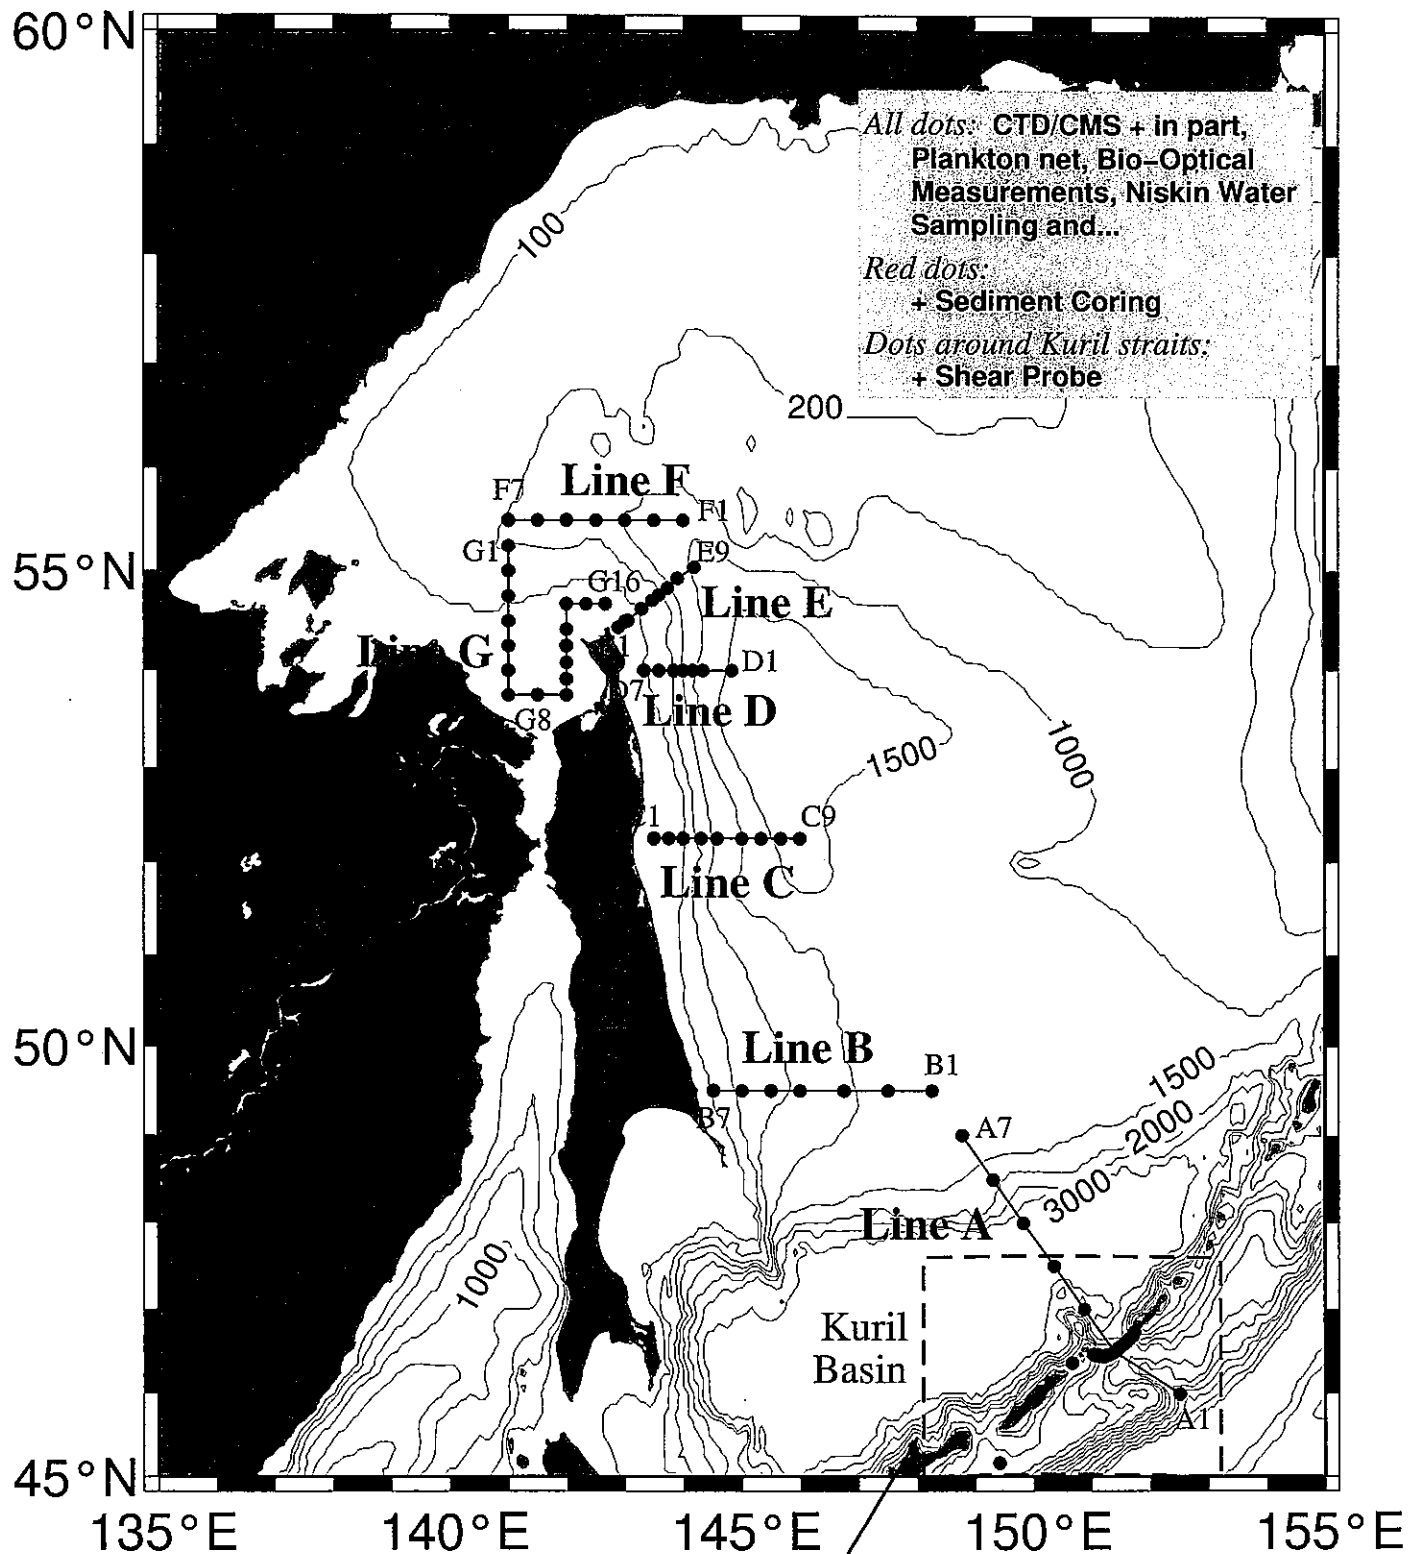 60°N
All dots: CTD/CMS + in part,
Plankton net, Bio-Optical
Measurements, Niskin Water
Sampling and...
Red dots:
+ Sediment Coring
Dots around Kuril straits:
+ Shear Probe
100
200
Line F
F7
F1
G1
E9
55°N
G16
Line E
Line G
D1
D7
G8
Line D
1500
1000
C9
Line C
50°N
Line B
B1
B7
1500
A7
2000
3000
Line A
1000
Kuril
Basin
A1
45°N
135°E
140°E
145°E
150°E
155°E